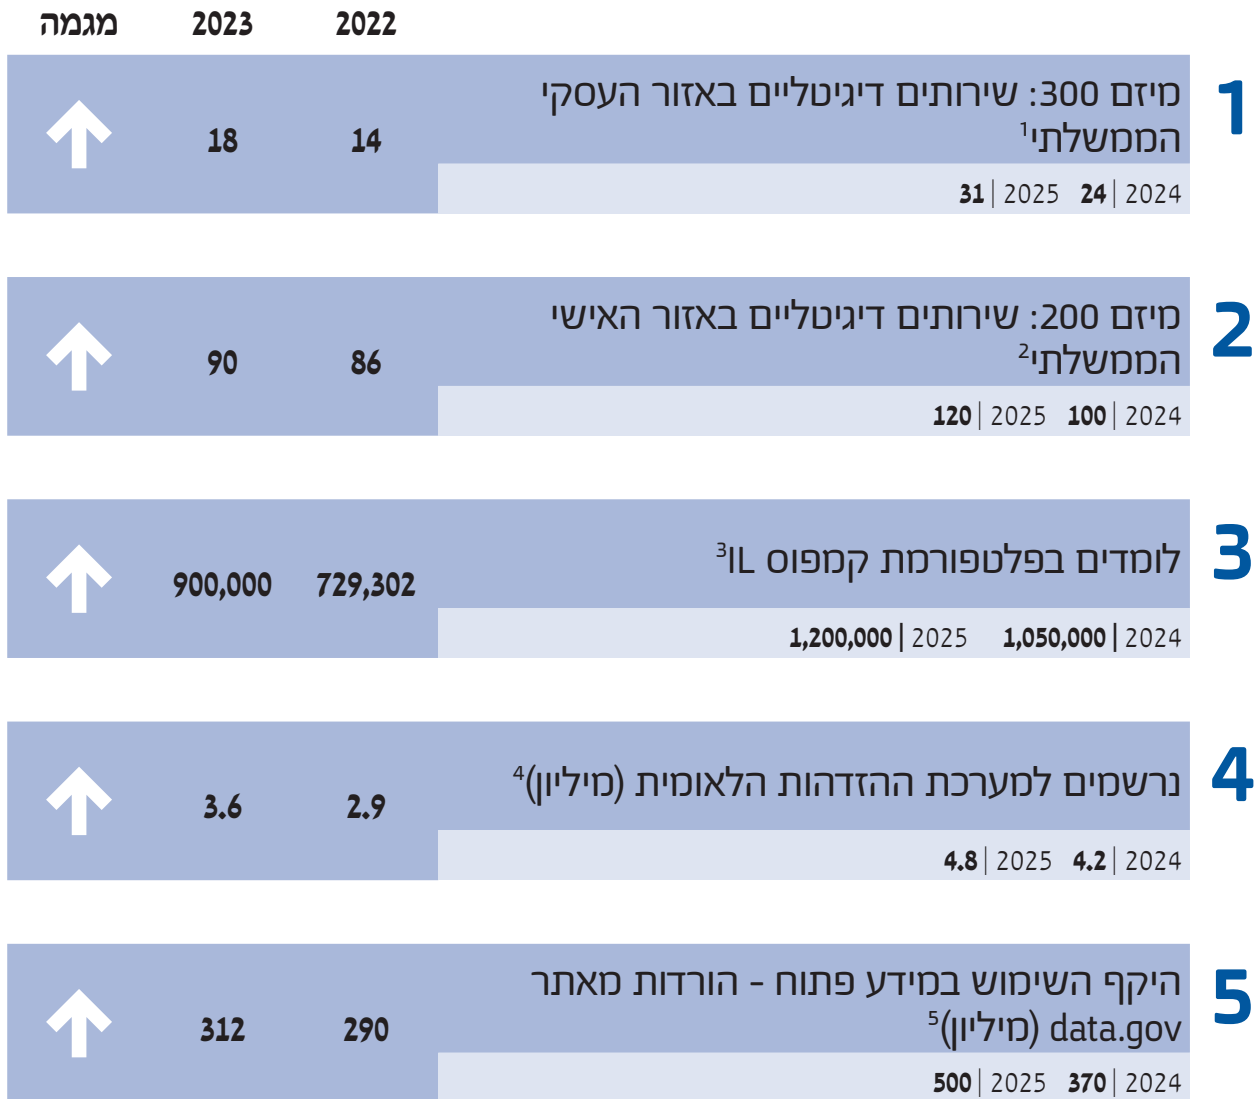 2022 2023 מגמה
1
מיזם 300: שירותים דיגיטליים באזור העסקי
הממשלתי¹
14 18
2024 | 24 2025 | 31
2
מיזם 200: שירותים דיגיטליים באזור האישי
הממשלתי²
86 90
2024 | 100 2025 | 120
3
לומדים בפלטפורמת קמפוס IL³
729,302 900,000
2024 | 1,050,000 2025 | 1,200,000
4
נרשמים למערכת ההזדהות הלאומית (מיליון)⁴
2.9 3.6
2024 | 4.2 2025 | 4.8
5
היקף השימוש במידע פתוח - הורדות מאתר
data.gov (מיליון)⁵
290 312
2024 | 370 2025 | 500